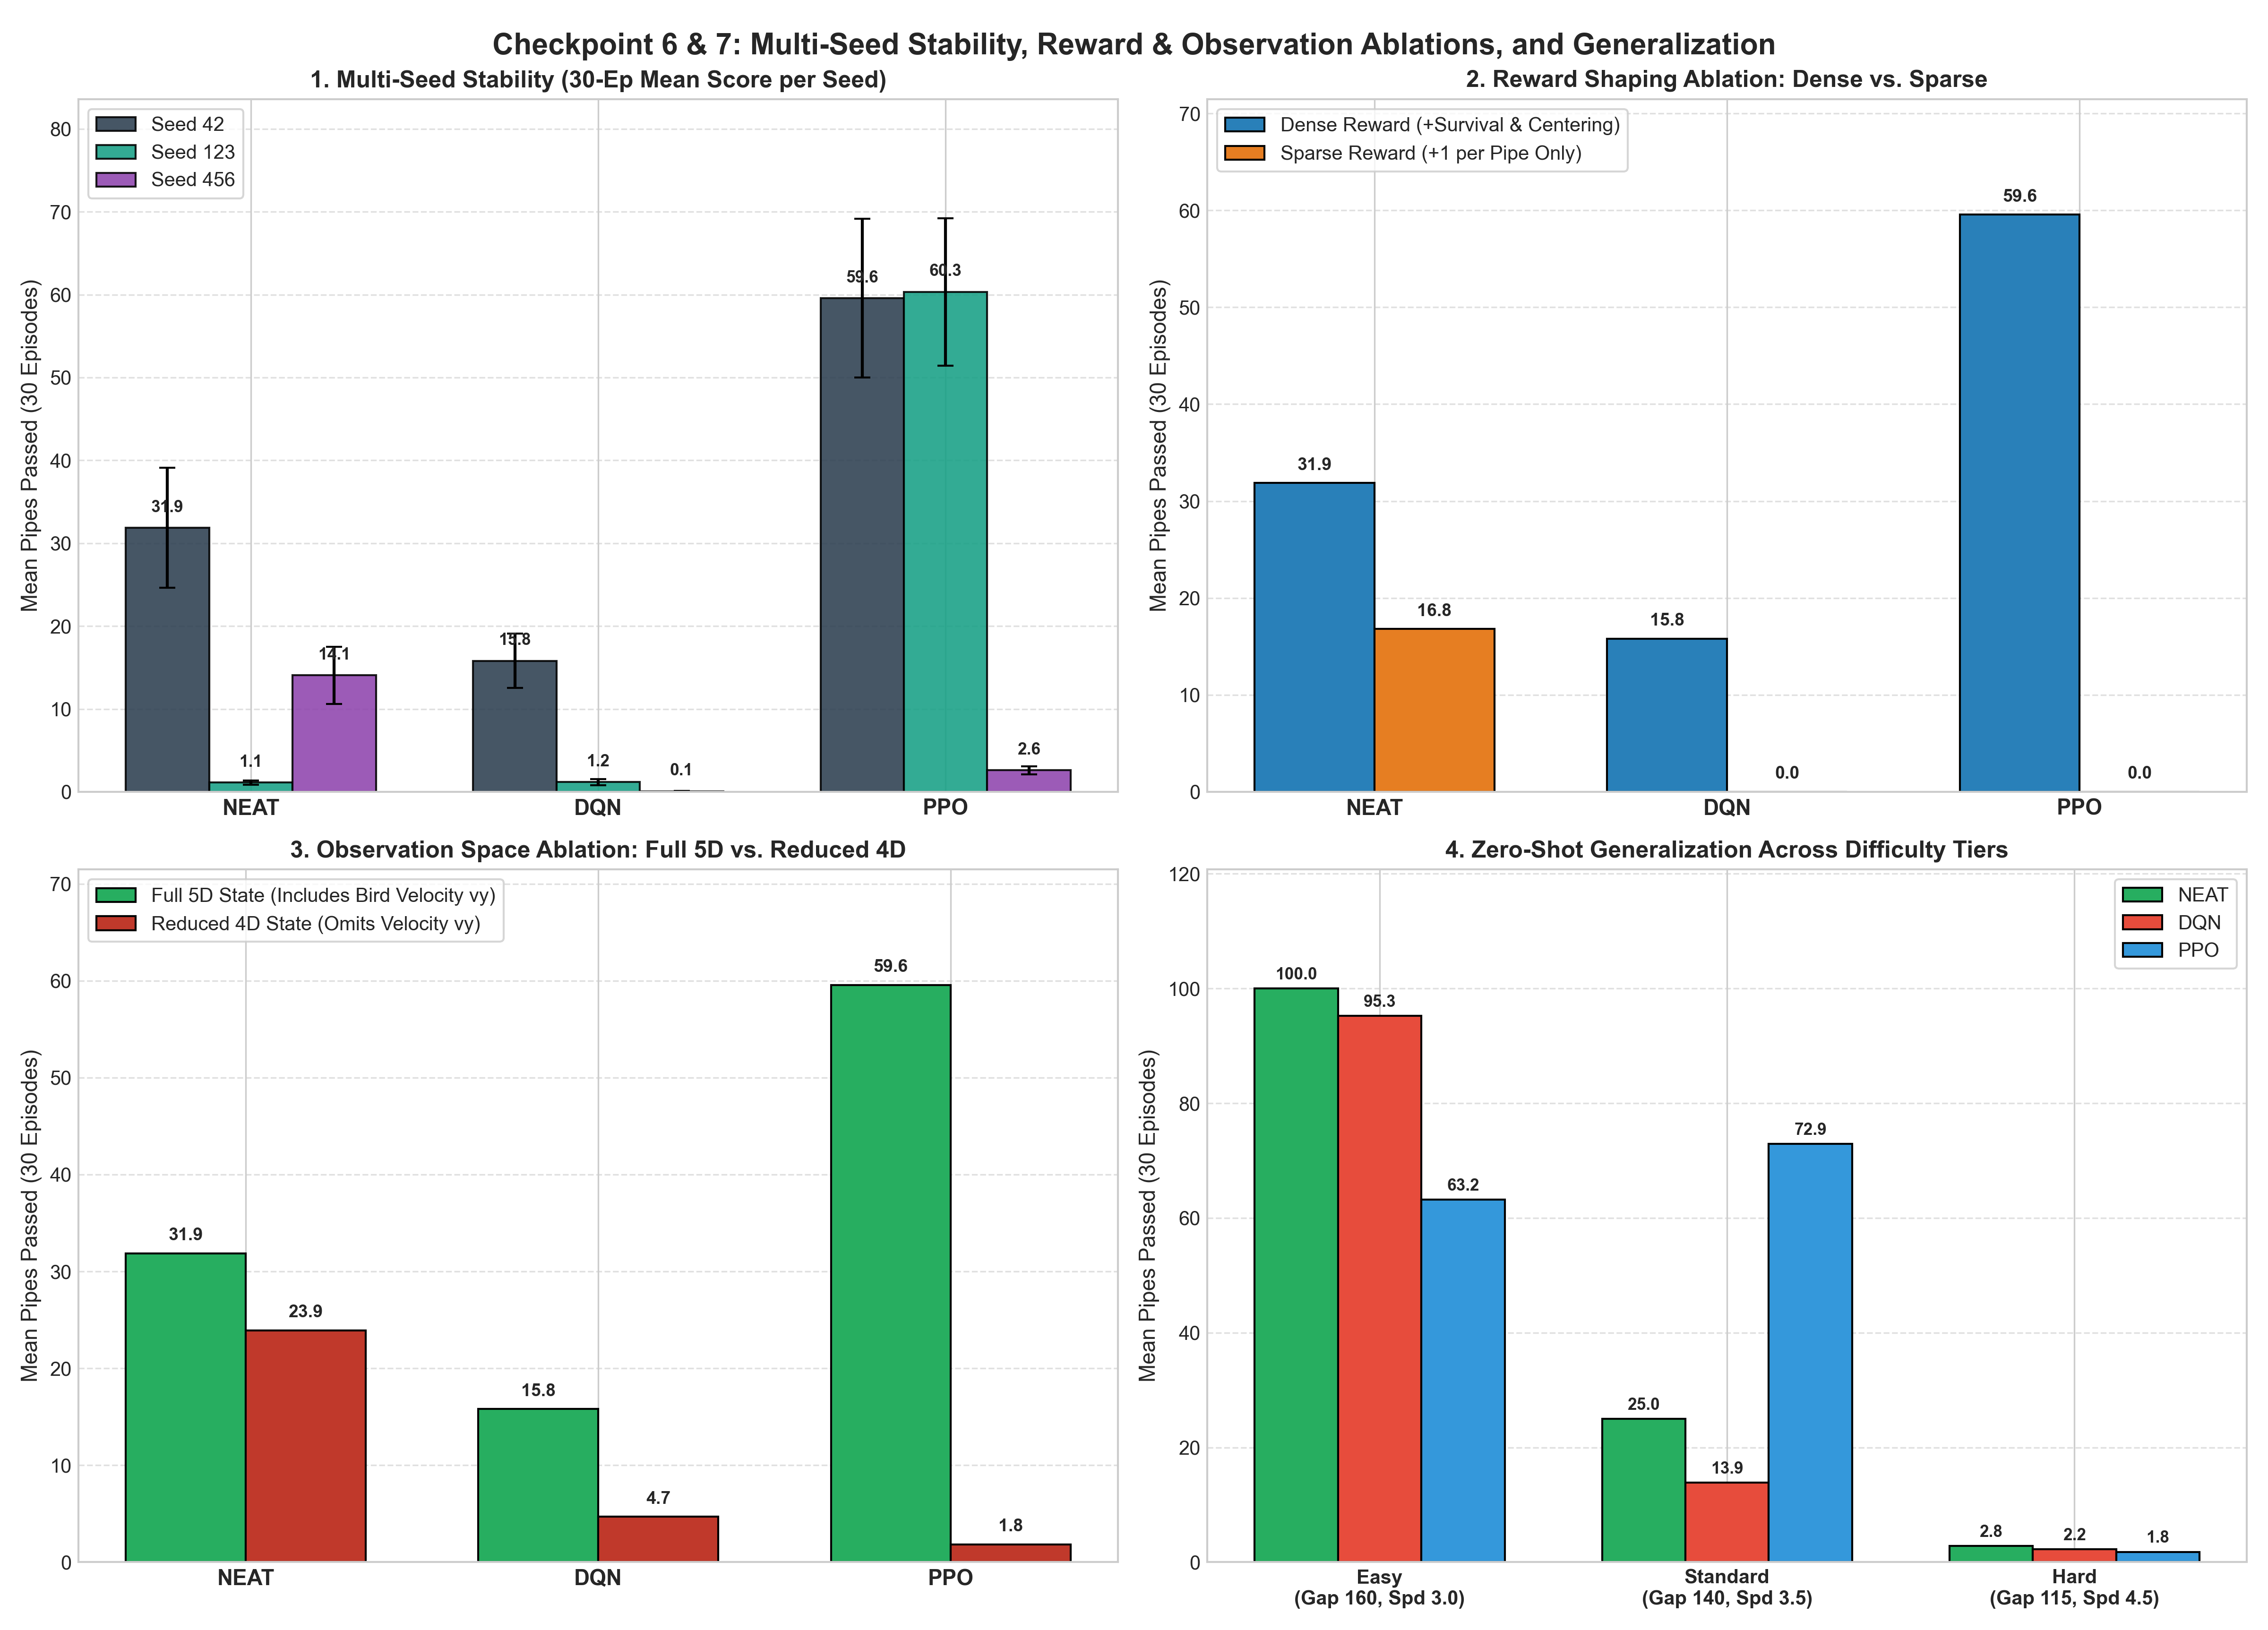 Checkpoint 6 & 7: Multi-Seed Stability, Reward & Observation Ablations, and Generalization
1. Multi-Seed Stability (30-Ep Mean Score per Seed)
Mean Pipes Passed (30 Episodes)
80
70
60
50
40
30
20
10
0
Seed 42
Seed 123
Seed 456
31.9
1.1
14.1
15.8
1.2
0.1
59.6
60.3
2.6
NEAT
DQN
PPO
2. Reward Shaping Ablation: Dense vs. Sparse
Mean Pipes Passed (30 Episodes)
70
60
50
40
30
20
10
0
Dense Reward (+Survival & Centering)
Sparse Reward (+1 per Pipe Only)
31.9
16.8
15.8
0.0
59.6
0.0
NEAT
DQN
PPO
3. Observation Space Ablation: Full 5D vs. Reduced 4D
Mean Pipes Passed (30 Episodes)
70
60
50
40
30
20
10
0
Full 5D State (Includes Bird Velocity vy)
Reduced 4D State (Omits Velocity vy)
31.9
23.9
15.8
4.7
59.6
1.8
NEAT
DQN
PPO
4. Zero-Shot Generalization Across Difficulty Tiers
Mean Pipes Passed (30 Episodes)
120
100
80
60
40
20
0
NEAT
DQN
PPO
100.0
95.3
63.2
25.0
13.9
72.9
2.8
2.2
1.8
Easy
(Gap 160, Spd 3.0)
Standard
(Gap 140, Spd 3.5)
Hard
(Gap 115, Spd 4.5)